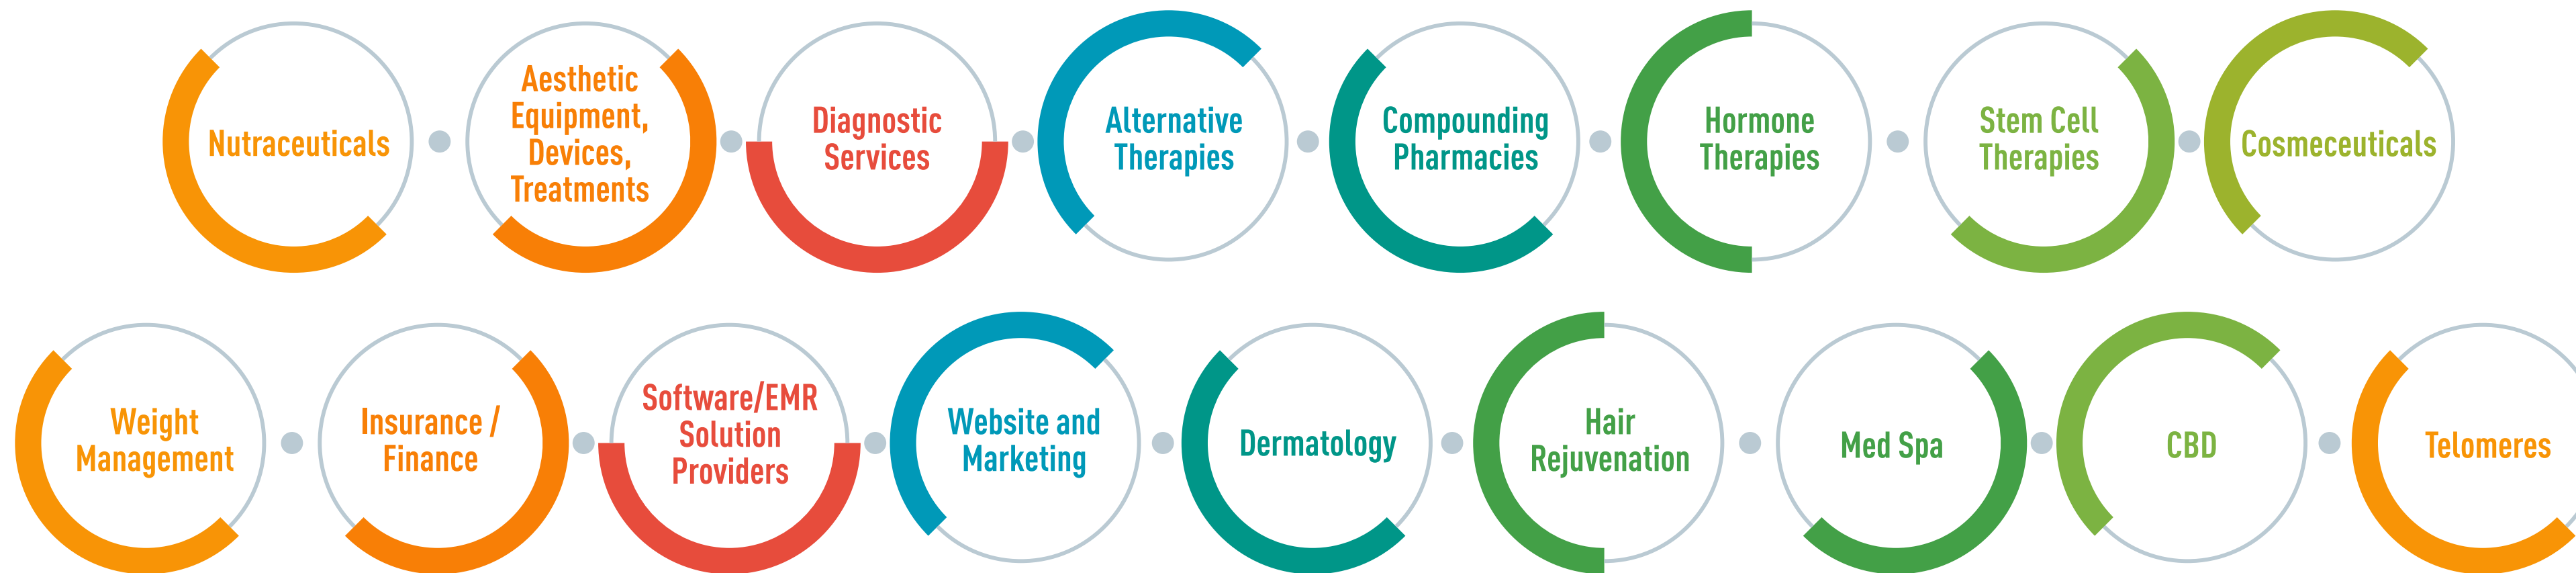 Nutraceuticals
Aesthetic
Equipment,
Devices,
Treatments
Diagnostic
Services
Alternative
Therapies
Compounding
Pharmacies
Hormone
Therapies
Stem Cell
Therapies
Cosmeceuticals
Weight
Management
Insurance /
Finance
Software/EMR
Solution
Providers
Website and
Marketing
Dermatology
Hair
Rejuvenation
Med Spa
CBD
Telomeres